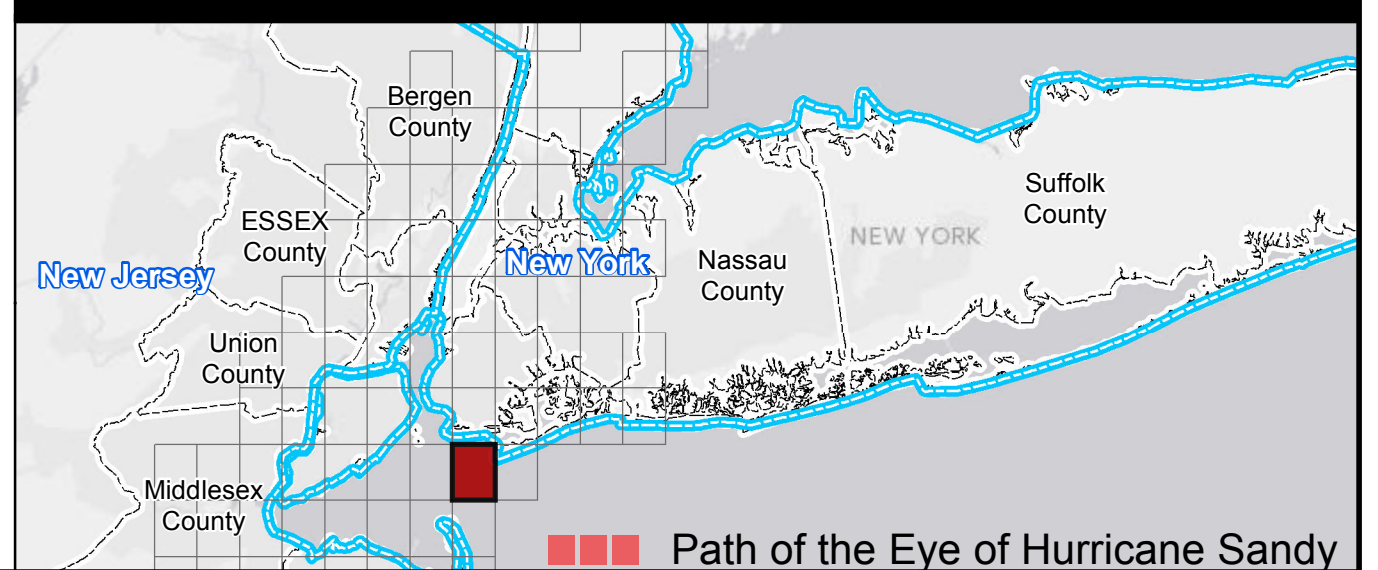 Bergen
County
Suffolk
County
ESSEX
County
NEW YORK
New York
Nassau
County
New Jersey
Union
County
Middlesex
County
Path of the Eye of Hurricane Sandy